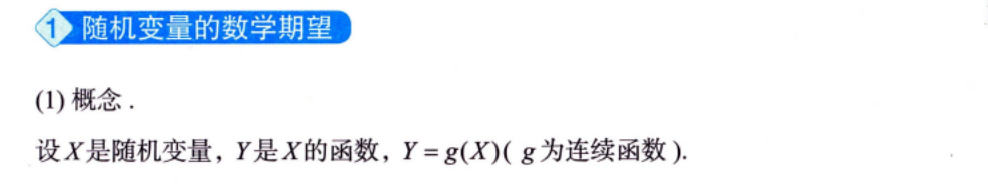 1 随机变量的数学期望
(1) 概念.
设X是随机变量, Y是X的函数, Y = g(X)( g为连续函数 ).